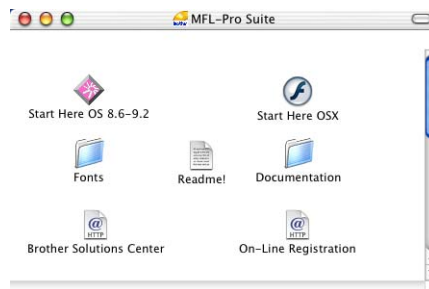 MFL-Pro Suite
Start Here OS 8.6-9.2
Start Here OSX
Fonts
Readme!
Documentation
@
HTTP
@
HTTP
Brother Solutions Center
On-Line Registration